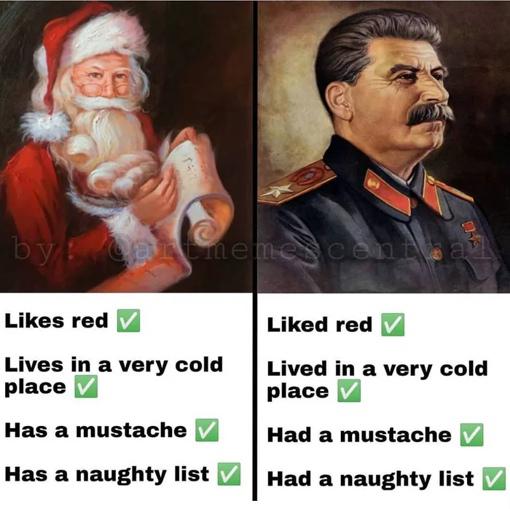 by: @artmemescentral
Likes red ✅
Lives in a very cold
place ✅
Has a mustache ✅
Has a naughty list ✅
Liked red ✅
Lived in a very cold
place ✅
Had a mustache ✅
Had a naughty list ✅